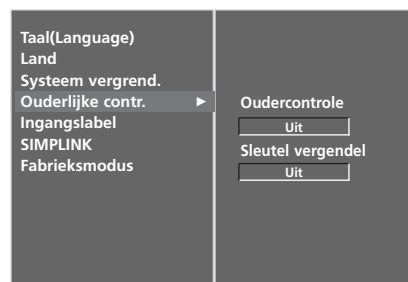 Taal(Language)
Land
Systeem vergrend.
Ouderlijke contr. ►
Ingangslabel
SIMPLINK
Fabrieksmodus
Oudercontrole
Uit
Sleutel vergendel
Uit